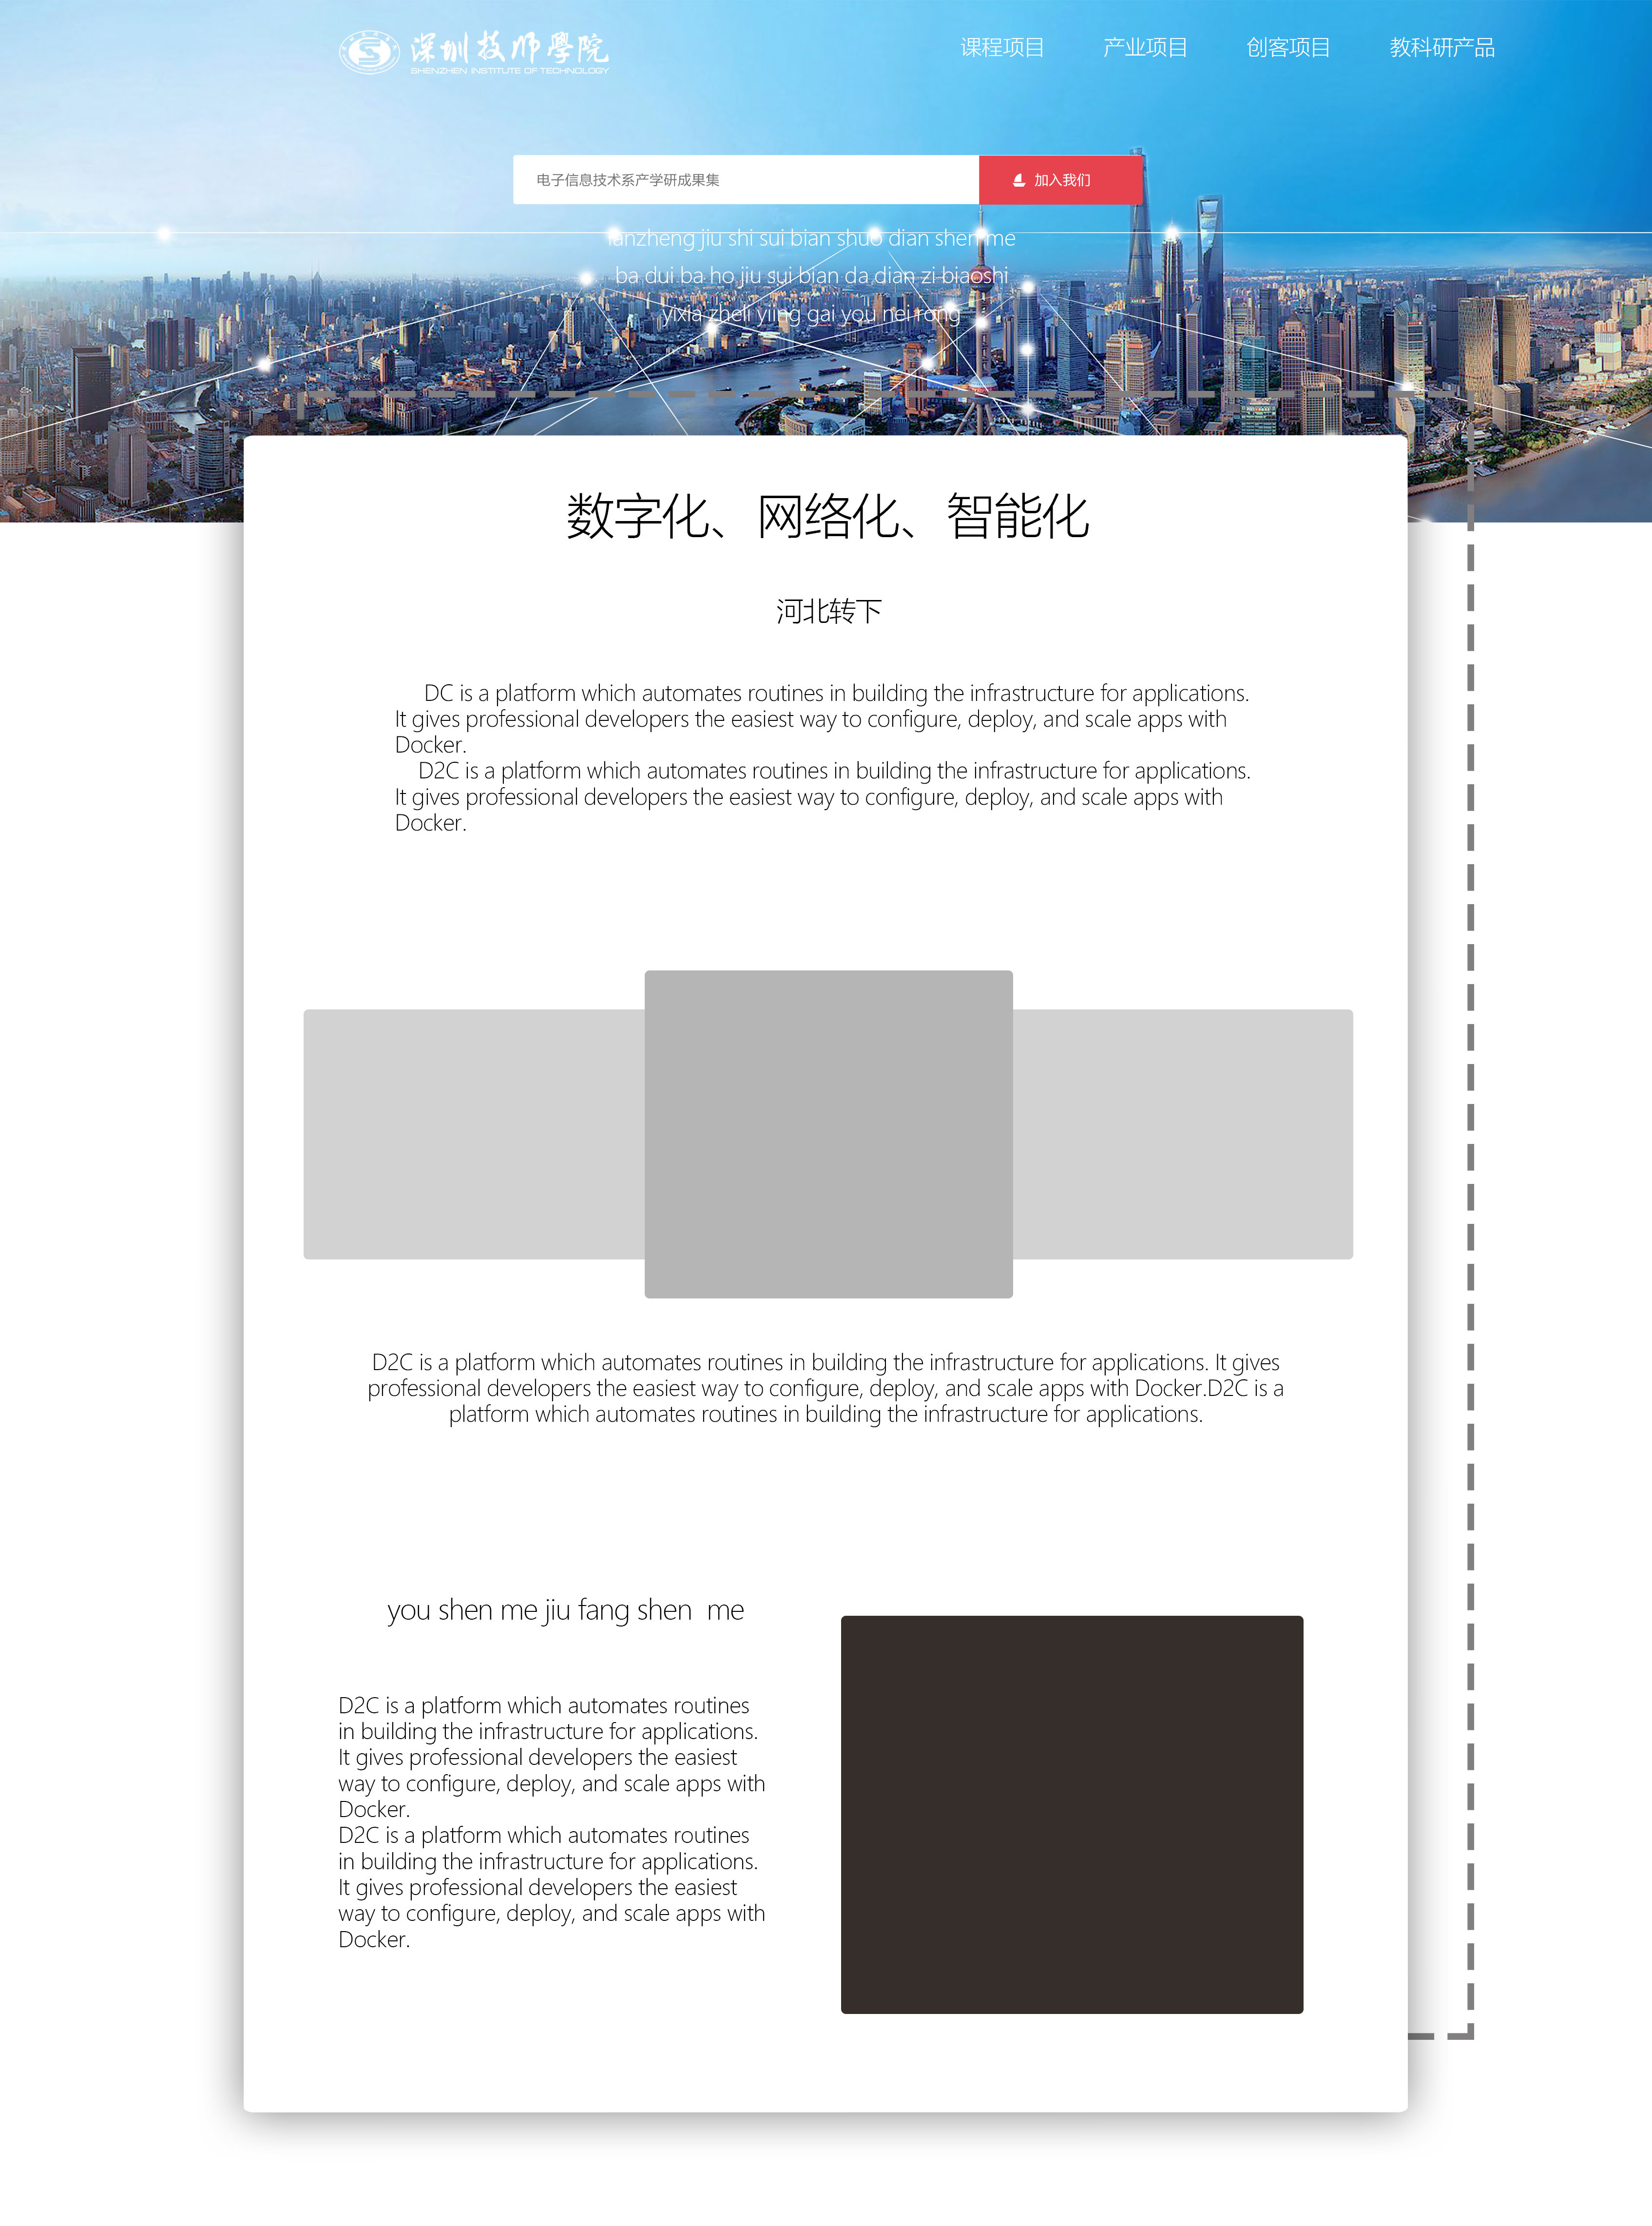 深圳技师學院
SHENZHEN INSTITUTE OF TECHNOLOGY
课程项目 产业项目 创客项目 教科研产品
电子信息技术系产学研成果集 加入我们
fanzheng jiu shi sui bian shuo dian shen me
ba dui ba ho jiu sui bian da dian zi biaoshi
yixia zheli yiing gai you nei rong
数字化、网络化、智能化
河北转下
DC is a platform which automates routines in building the infrastructure for applications.
It gives professional developers the easiest way to configure, deploy, and scale apps with
Docker.
D2C is a platform which automates routines in building the infrastructure for applications.
It gives professional developers the easiest way to configure, deploy, and scale apps with
Docker.
D2C is a platform which automates routines in building the infrastructure for applications. It gives
professional developers the easiest way to configure, deploy, and scale apps with Docker.D2C is a
platform which automates routines in building the infrastructure for applications.
you shen me jiu fang shen me
D2C is a platform which automates routines
in building the infrastructure for applications.
It gives professional developers the easiest
way to configure, deploy, and scale apps with
Docker.
D2C is a platform which automates routines
in building the infrastructure for applications.
It gives professional developers the easiest
way to configure, deploy, and scale apps with
Docker.